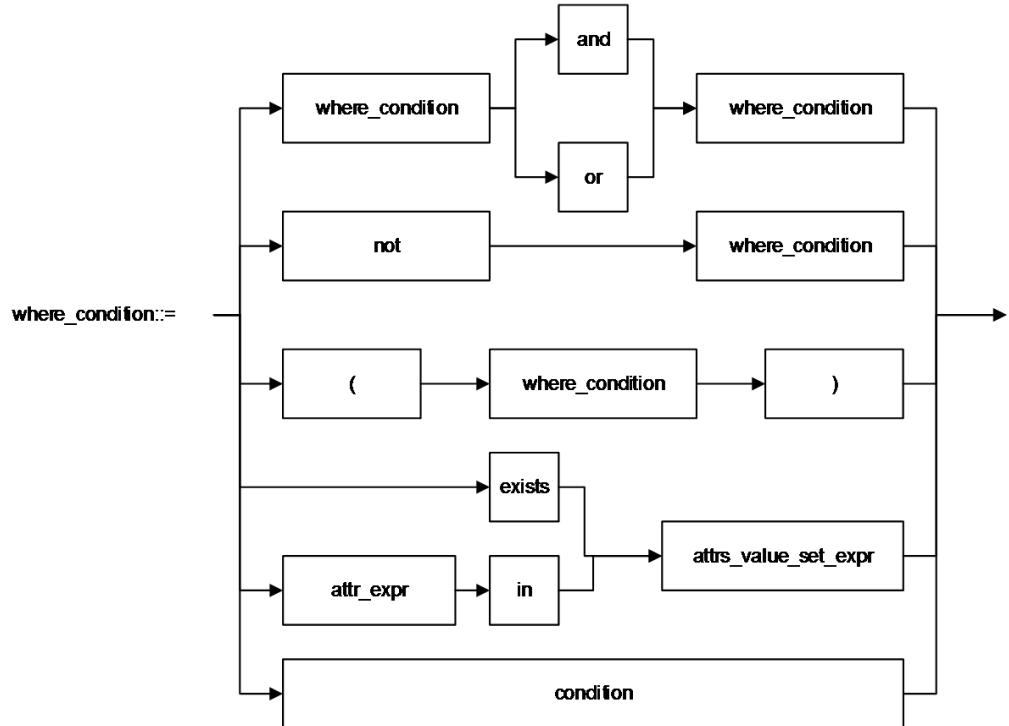 and
where_condition
where_condition
or
not
where_condition
where_condition::=
(
where_condition
)
exists
attrs_value_set_expr
attr_expr
in
condition